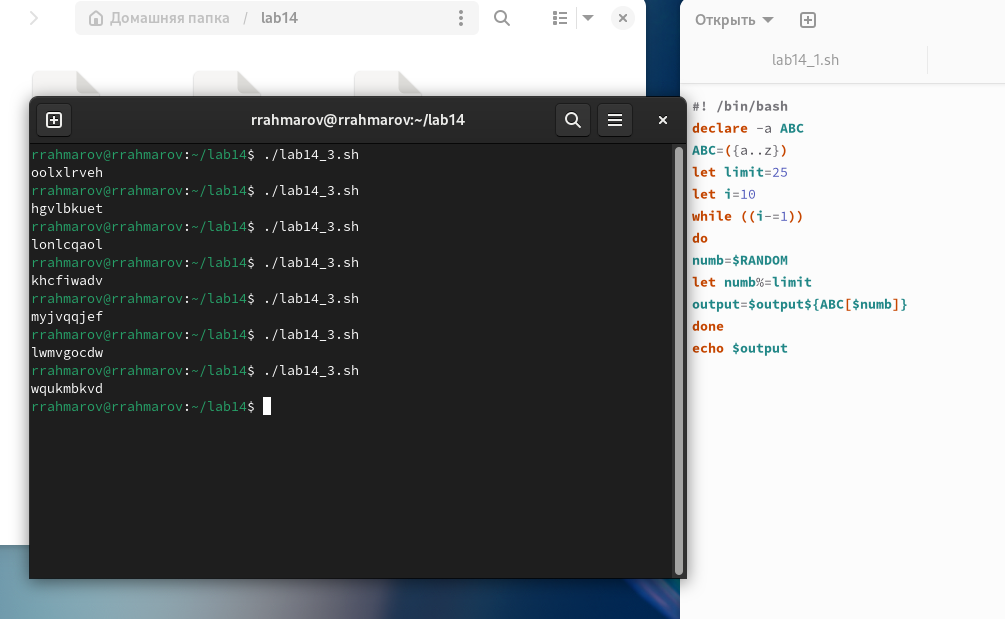 Домашняя папка / lab14
rrahmarov@rrahmarov:~/lab14
rrahmarov@rrahmarov:~/lab14$ ./lab14_3.sh
oolxlrveh
rrahmarov@rrahmarov:~/lab14$ ./lab14_3.sh
hgvlbkuet
rrahmarov@rrahmarov:~/lab14$ ./lab14_3.sh
lonlcqaol
rrahmarov@rrahmarov:~/lab14$ ./lab14_3.sh
khcfiwadv
rrahmarov@rrahmarov:~/lab14$ ./lab14_3.sh
myjvqqjef
rrahmarov@rrahmarov:~/lab14$ ./lab14_3.sh
lwmvgocdw
rrahmarov@rrahmarov:~/lab14$ ./lab14_3.sh
wqukmbkvd
rrahmarov@rrahmarov:~/lab14$
Открыть
lab14_1.sh
#! /bin/bash
declare -a ABC
ABC=({a..z})
let limit=25
let i=10
while ((i-=1))
do
numb=$RANDOM
let numb%=limit
output=$output${ABC[$numb]}
done
echo $output